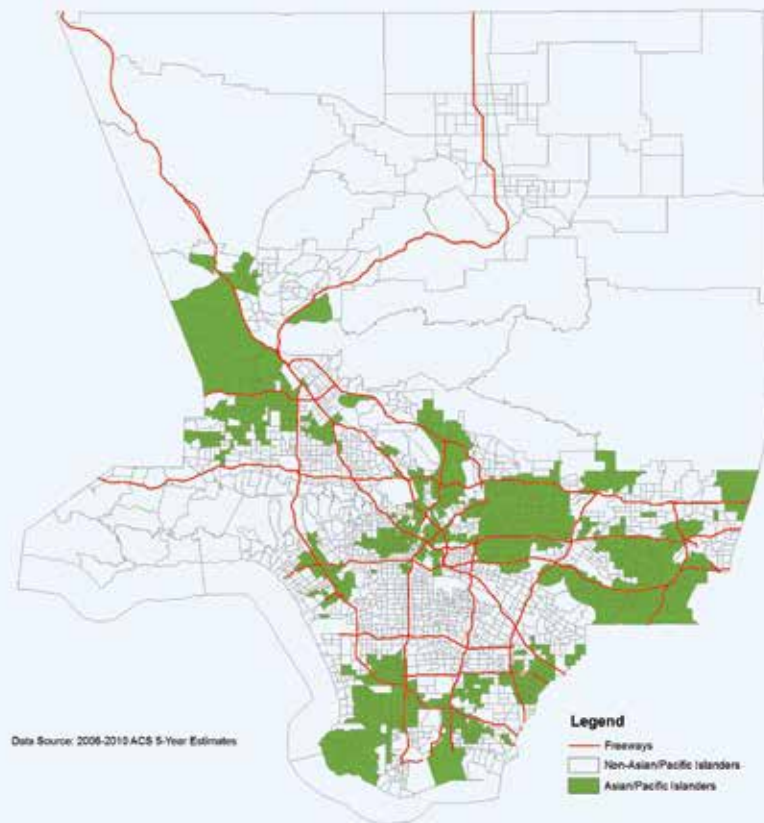 Data Source: 2006-2010 ACS 5-Year Estimates
Legend
Freeways
Non-Asian/Pacific Islanders
Asian/Pacific Islanders